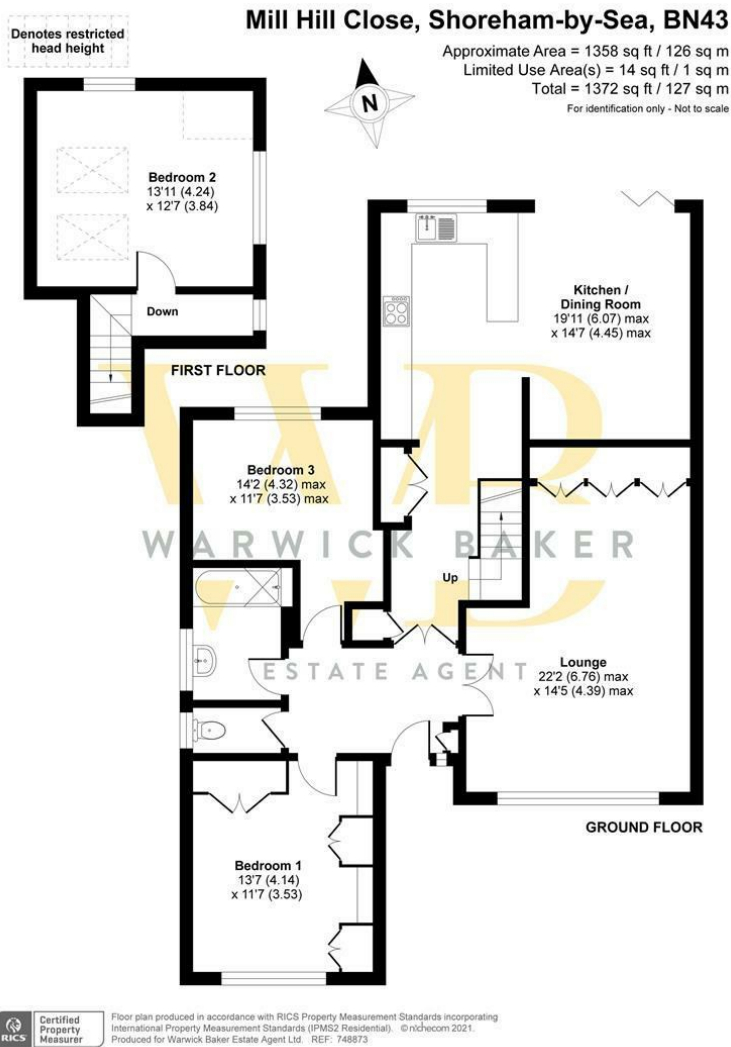 Mill Hill Close, Shoreham-by-Sea, BN43
Approximate Area = 1358 sq ft / 126 sq m
Limited Use Area(s) = 14 sq ft / 1 sq m
Total = 1372 sq ft / 127 sq m
For identification only - Not to scale
Denotes restricted
head height
N
Bedroom 2
13'11 (4.24)
x 12'7 (3.84)
Down
FIRST FLOOR
Kitchen /
Dining Room
19'11 (6.07) max
x 14'7 (4.45) max
Bedroom 3
14'2 (4.32) max
x 11'7 (3.53) max
WB
WARWICK BAKER
ESTATE AGENT
Up
Lounge
22'2 (6.76) max
x 14'5 (4.39) max
GROUND FLOOR
Bedroom 1
13'7 (4.14)
x 11'7 (3.53)
RICS
Certified
Property
Measurer
Floor plan produced in accordance with RICS Property Measurement Standards incorporating
International Property Measurement Standards (IPMS2 Residential). © nichecom 2021.
Produced for Warwick Baker Estate Agent Ltd. REF: 748873